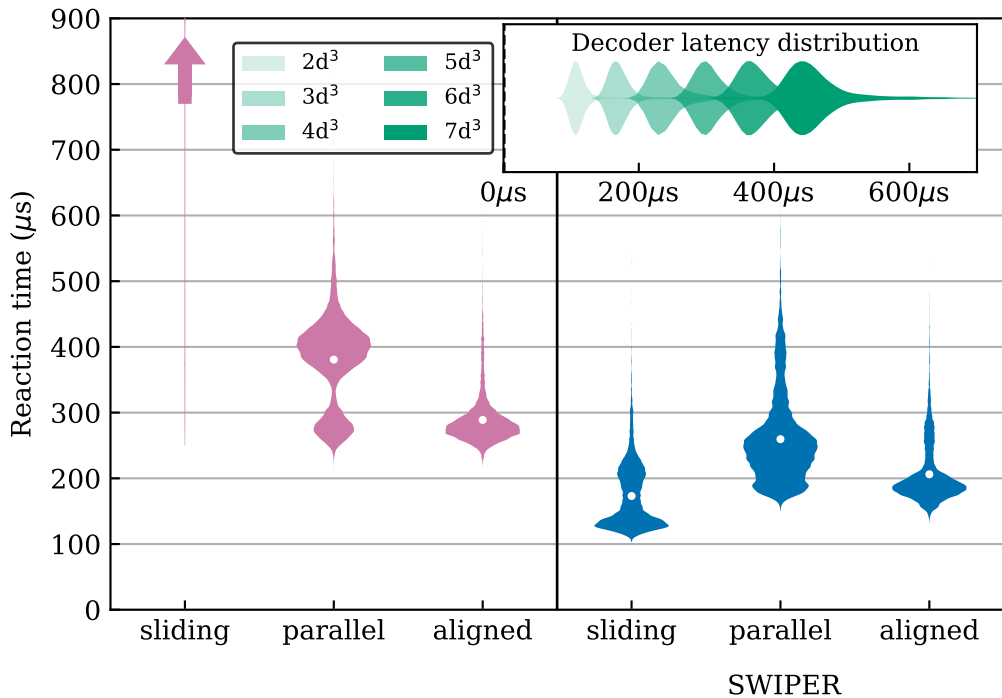 Decoder latency distribution
2d³ 5d³
3d³ 6d³
4d³ 7d³
0μs 200μs 400μs 600μs
Reaction time (μs)
900
800
700
600
500
400
300
200
100
0
sliding parallel aligned sliding parallel aligned
SWIPER